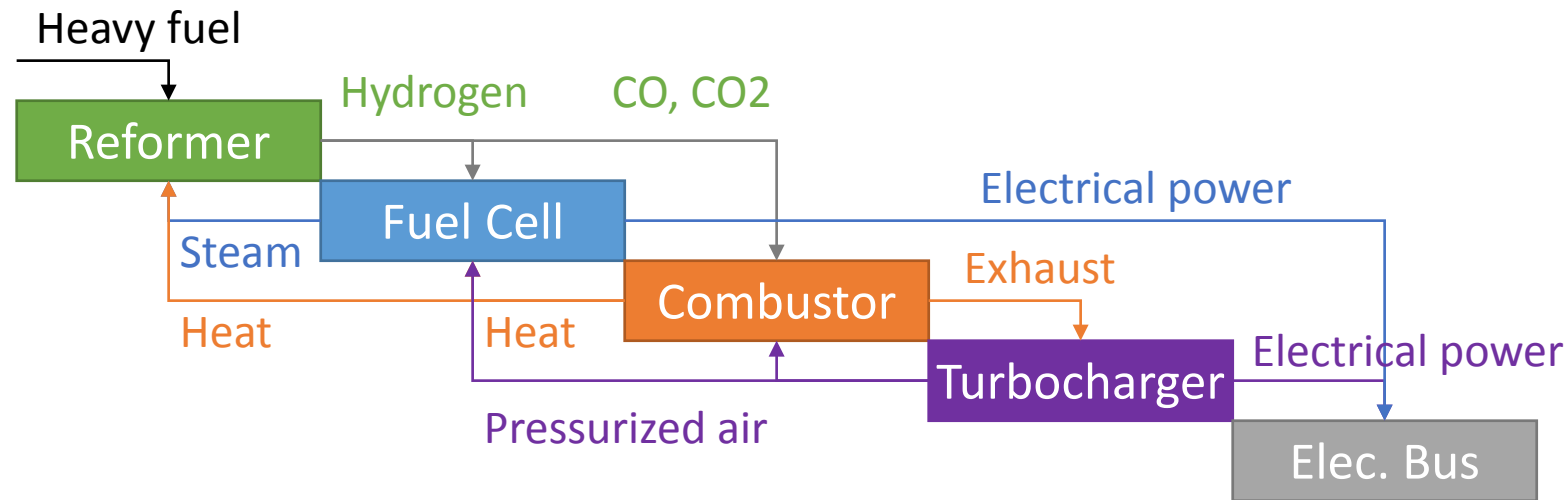 Heavy fuel
Hydrogen
CO, CO2
Reformer
Electrical power
Fuel Cell
Steam
Exhaust
Combustor
Heat
Heat
Electrical power
Turbocharger
Pressurized air
Elec. Bus